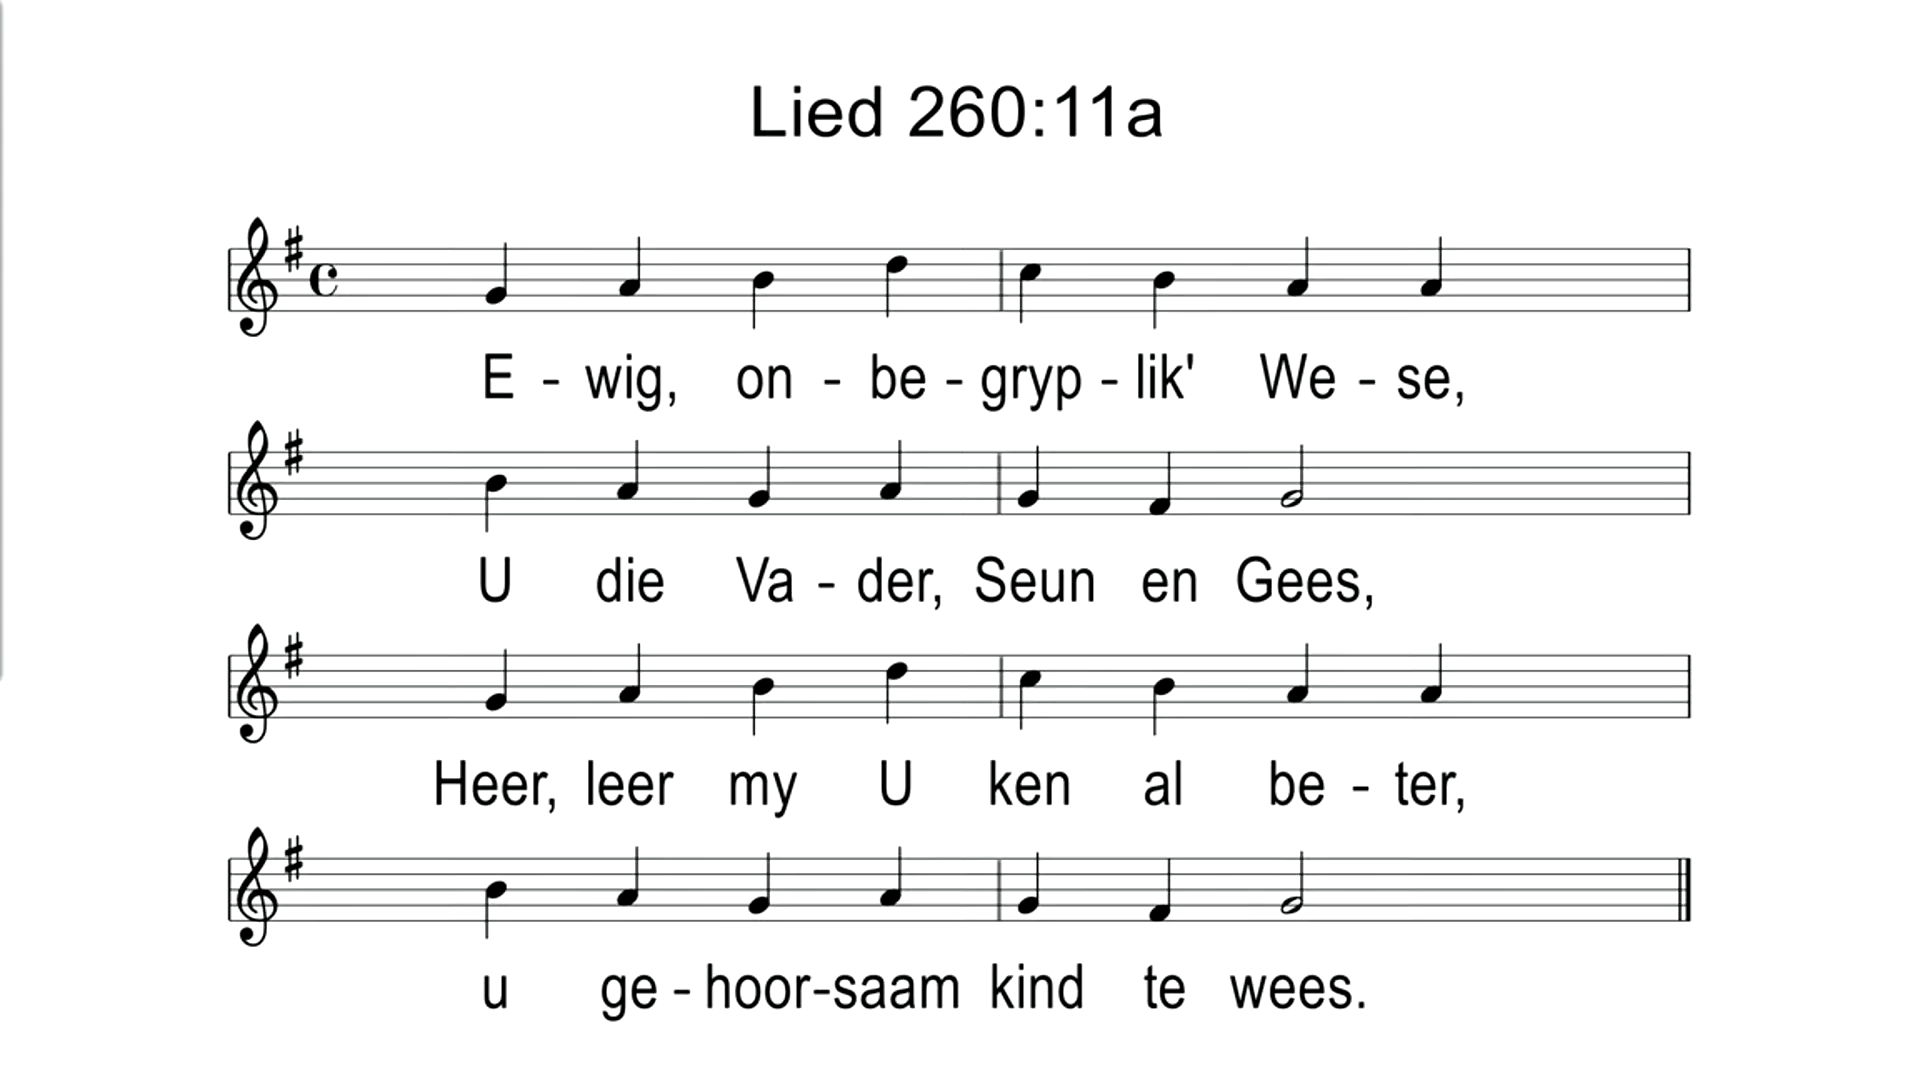 Lied 260:11a
E - wig, on - be - gryp - lik' We - se,
U die Va - der, Seun en Gees,
Heer, leer my U ken al be - ter,
u ge - hoor-saam kind te wees.